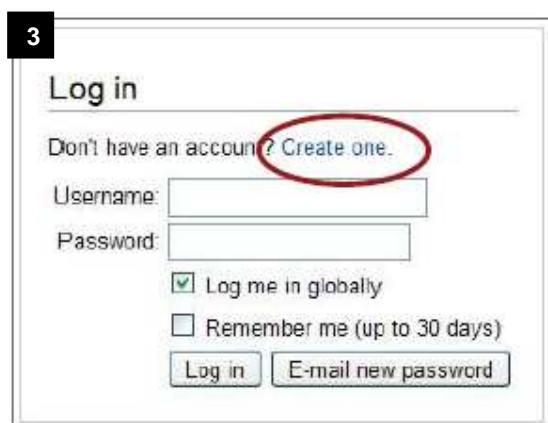 3
Log in
Don't have an account? Create one.
Username:
Password:
Log me in globally
Remember me (up to 30 days)
Log in E-mail new password